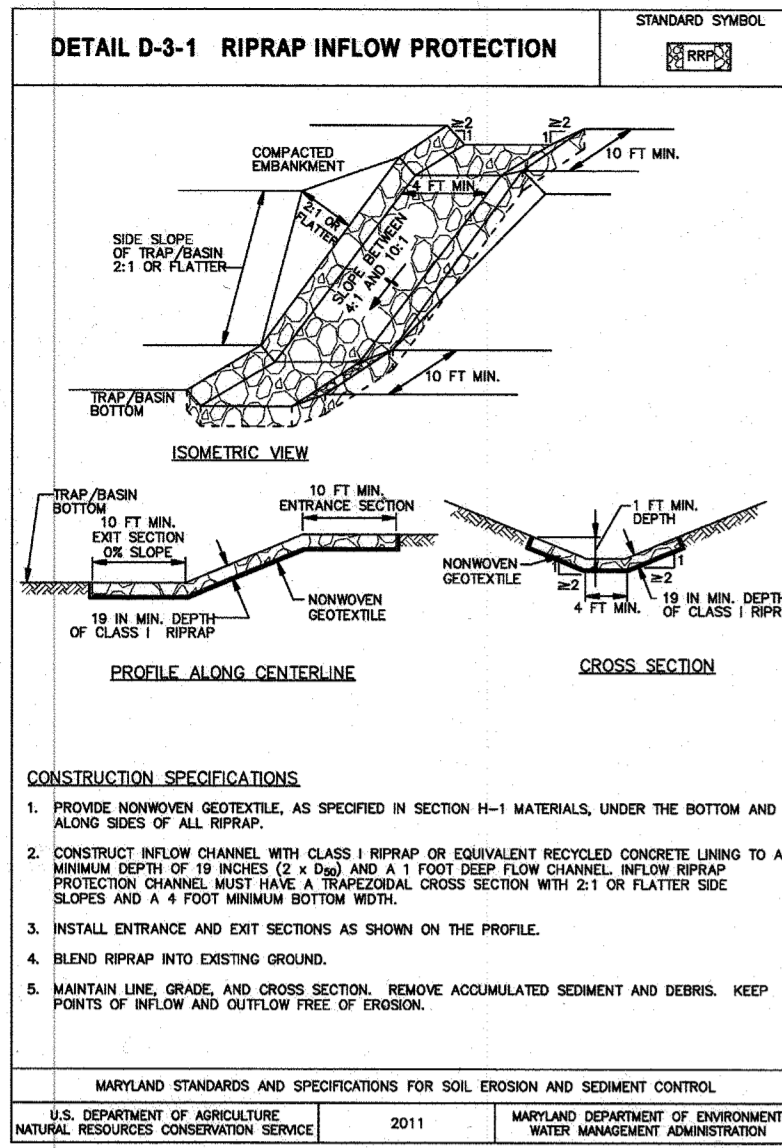 DETAIL D-3-1 RIPRAP INFLOW PROTECTION
STANDARD SYMBOL
RRP
≥2
1
≥2
1
10 FT MIN.
COMPACTED
EMBANKMENT
4 FT MIN.
2:1 OR
FLATTER
SIDE SLOPE
OF TRAP/BASIN
2:1 OR FLATTER
SLOPE BETWEEN
4:1 AND 10:1
10 FT MIN.
TRAP/BASIN
BOTTOM
ISOMETRIC VIEW
TRAP/BASIN
BOTTOM
10 FT MIN.
EXIT SECTION
0% SLOPE
10 FT MIN.
ENTRANCE SECTION
NONWOVEN
GEOTEXTILE
19 IN MIN. DEPTH
OF CLASS I RIPRAP
PROFILE ALONG CENTERLINE
1 FT MIN.
DEPTH
NONWOVEN
GEOTEXTILE
1
≥2
1
≥2
4 FT MIN.
19 IN MIN. DEPTH
OF CLASS I RIPR
CROSS SECTION
CONSTRUCTION SPECIFICATIONS
1. PROVIDE NONWOVEN GEOTEXTILE, AS SPECIFIED IN SECTION H-1 MATERIALS, UNDER THE BOTTOM AND
ALONG SIDES OF ALL RIPRAP.
2. CONSTRUCT INFLOW CHANNEL WITH CLASS I RIPRAP OR EQUIVALENT RECYCLED CONCRETE LINING TO A
MINIMUM DEPTH OF 19 INCHES (2 x D50) AND A 1 FOOT DEEP FLOW CHANNEL. INFLOW RIPRAP
PROTECTION CHANNEL MUST HAVE A TRAPEZOIDAL CROSS SECTION WITH 2:1 OR FLATTER SIDE
SLOPES AND A 4 FOOT MINIMUM BOTTOM WIDTH.
3. INSTALL ENTRANCE AND EXIT SECTIONS AS SHOWN ON THE PROFILE.
4. BLEND RIPRAP INTO EXISTING GROUND.
5. MAINTAIN LINE, GRADE, AND CROSS SECTION. REMOVE ACCUMULATED SEDIMENT AND DEBRIS. KEEP
POINTS OF INFLOW AND OUTFLOW FREE OF EROSION.
MARYLAND STANDARDS AND SPECIFICATIONS FOR SOIL EROSION AND SEDIMENT CONTROL
U.S. DEPARTMENT OF AGRICULTURE
NATURAL RESOURCES CONSERVATION SERVICE
2011
MARYLAND DEPARTMENT OF ENVIRONMENT
WATER MANAGEMENT ADMINISTRATION